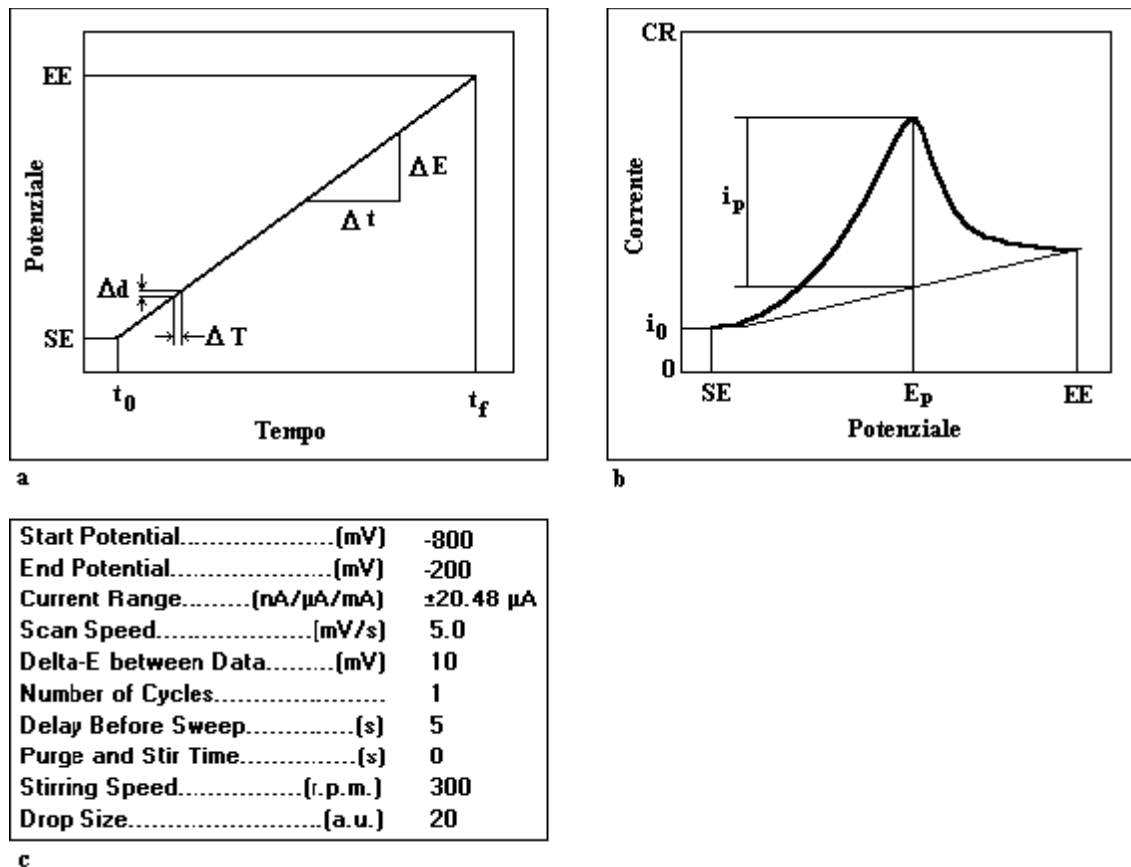 EE
Potenziale
ΔE
Δt
Δd
ΔT
SE
t0
tf
Tempo
a
CR
Corrente
ip
i0
0
SE
Ep
EE
Potenziale
b
Start Potential......................(mV) -800
End Potential.......................(mV) -200
Current Range.........(nA/µA/mA) ±20.48 µA
Scan Speed......................(mV/s) 5.0
Delta-E between Data.........(mV) 10
Number of Cycles........................ 1
Delay Before Sweep..............(s) 5
Purge and Stir Time..............(s) 0
Stirring Speed..................(r.p.m.) 300
Drop Size............................(a.u.) 20
c